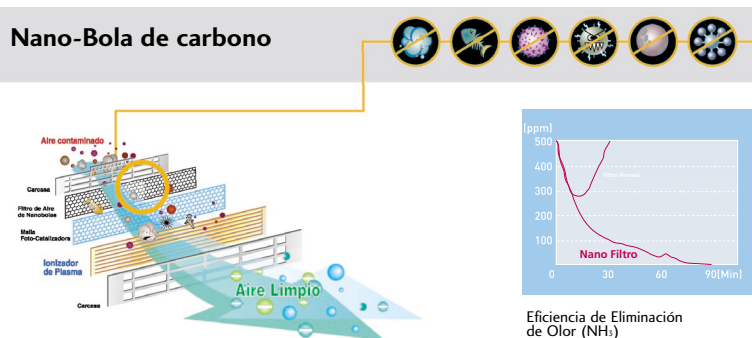 Nano-Bola de carbono
Aire contaminado
Carcasa
Filtro de Aire
de Nanobolas
Malla
Foto-Catalizadora
Ionizador
de Plasma
Carcasa
Aire Limpio
(ppm)
500
400
300
200
100
0
30
60
90(Min)
Filtro Normal
Nano Filtro
Eficiencia de Eliminación
de Olor (NH₃)